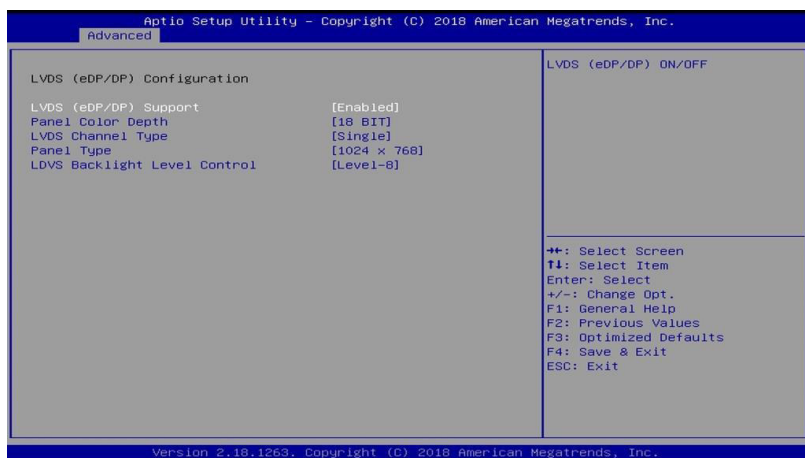 Aptio Setup Utility – Copyright (C) 2018 American Megatrends, Inc.
Advanced
LVDS (eDP/DP) Configuration
LVDS (eDP/DP) Support [Enabled]
Panel Color Depth [18 BIT]
LVDS Channel Type [Single]
Panel Type [1024 x 768]
LDVS Backlight Level Control [Level-8]
LVDS (eDP/DP) ON/OFF
→←: Select Screen
↑↓: Select Item
Enter: Select
+/-: Change Opt.
F1: General Help
F2: Previous Values
F3: Optimized Defaults
F4: Save & Exit
ESC: Exit
Version 2.18.1263. Copyright (C) 2018 American Megatrends, Inc.